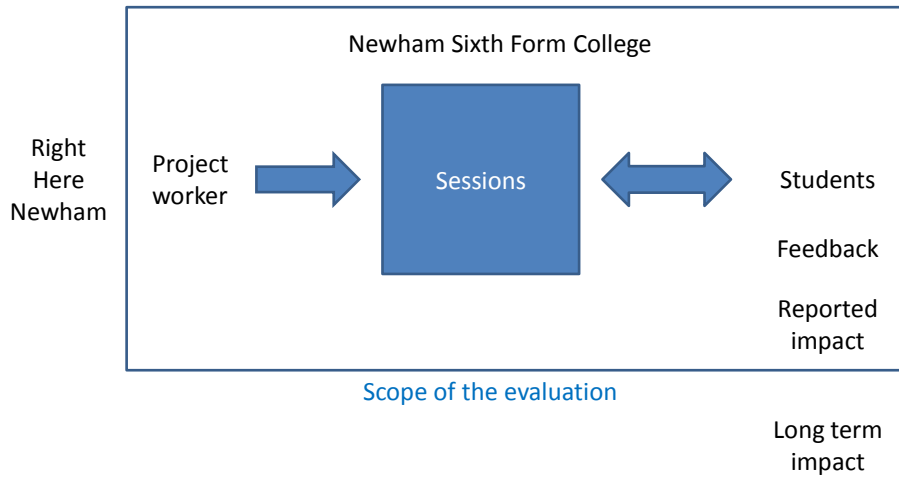 Newham Sixth Form College
Right
Here
Newham
Project
worker
Sessions
Students
Feedback
Reported
impact
Scope of the evaluation
Long term
impact